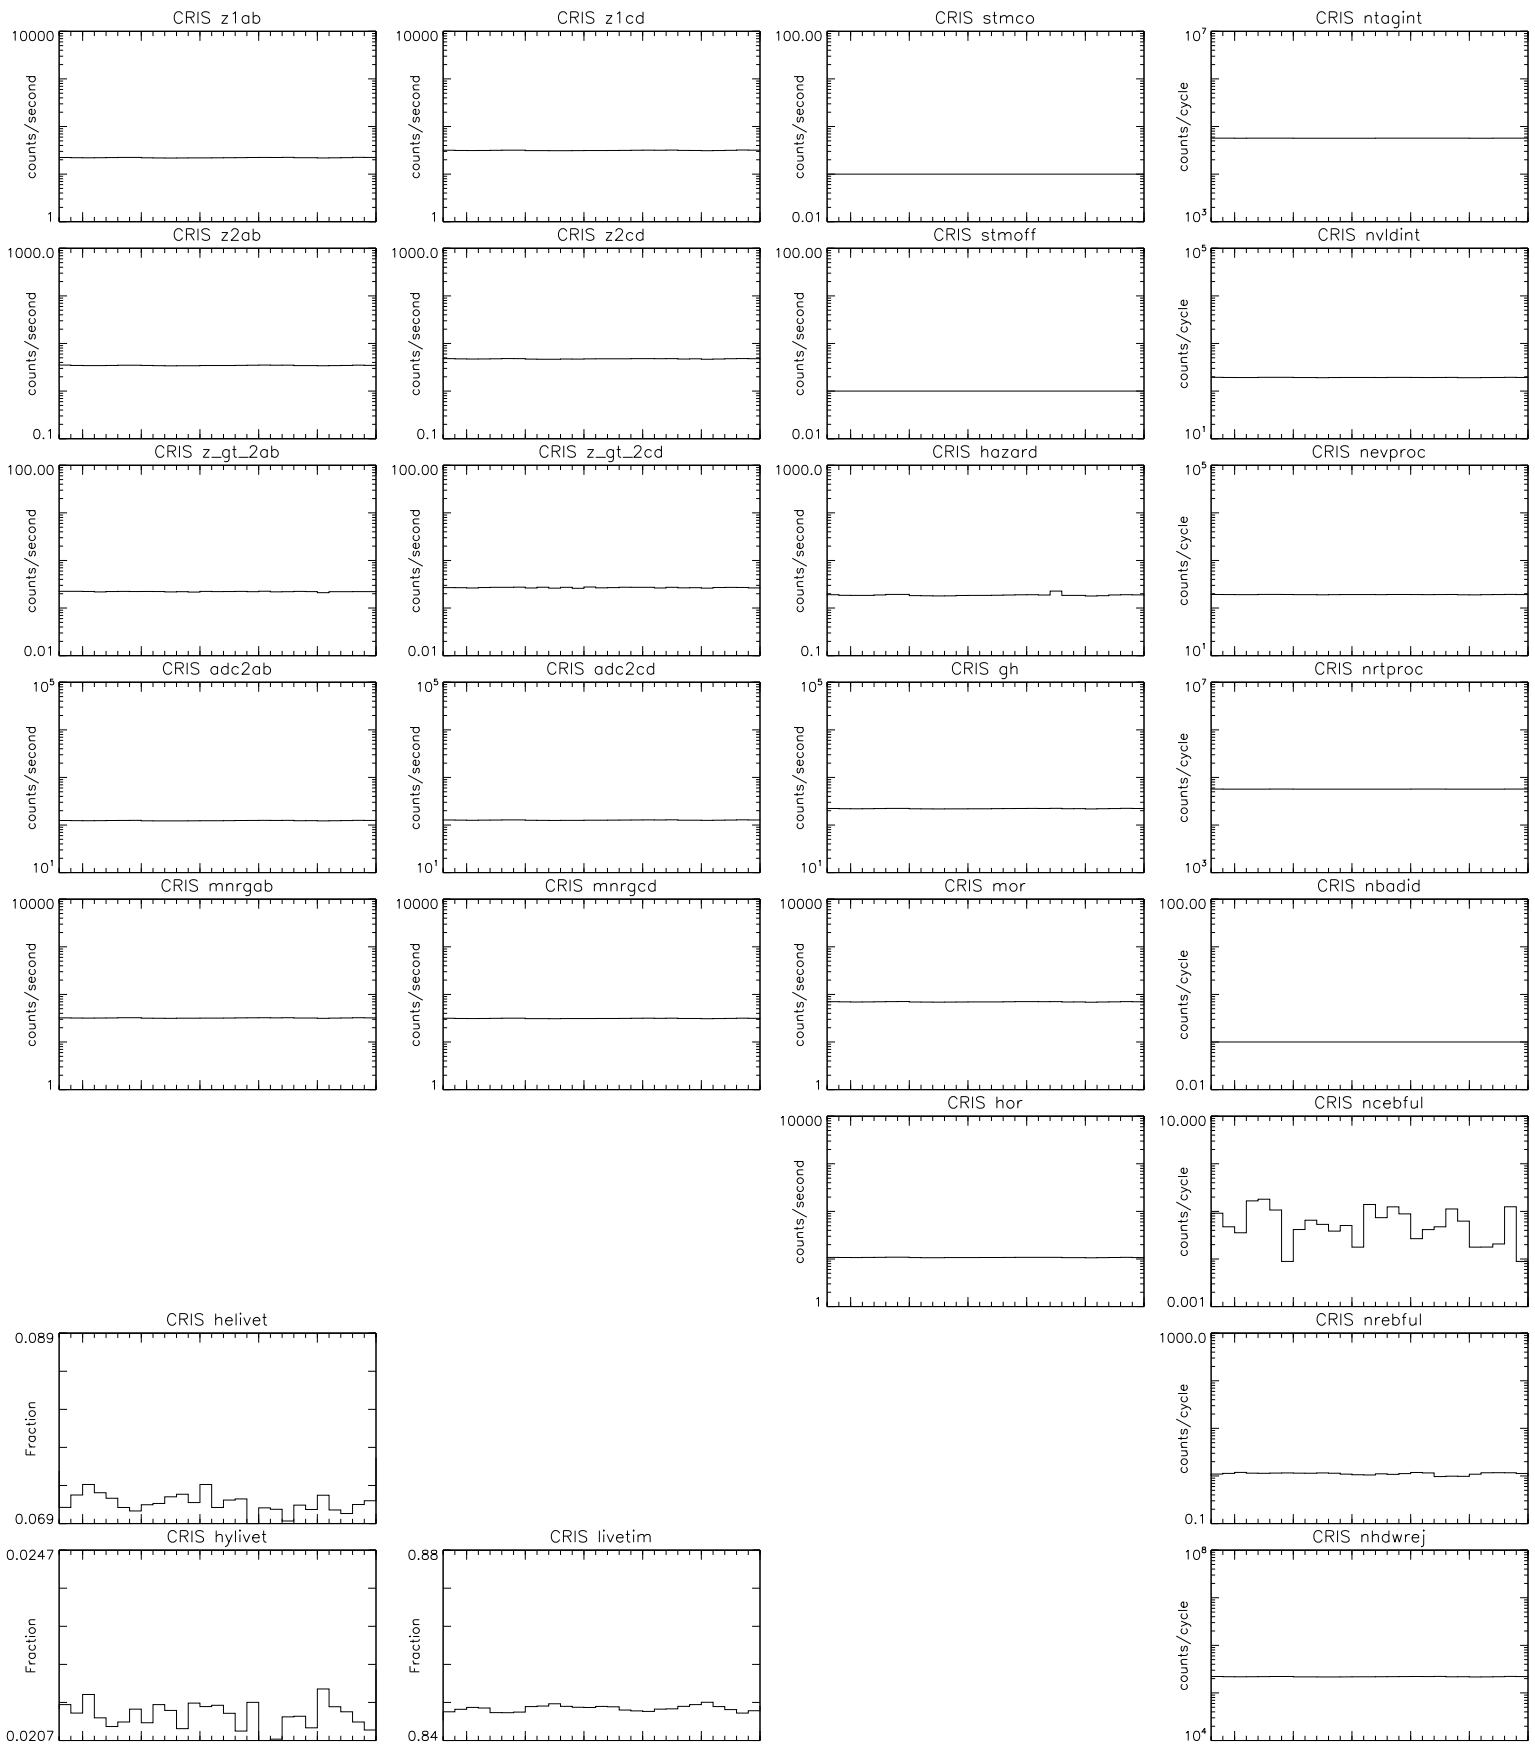 CRIS z1ab
10000
counts/second
1
CRIS z1cd
10000
counts/second
1
CRIS stmco
100.00
counts/second
0.01
CRIS ntagint
10⁷
counts/cycle
10³
CRIS z2ab
1000.0
counts/second
0.1
CRIS z2cd
1000.0
counts/second
0.1
CRIS stmoff
100.00
counts/second
0.01
CRIS nvldint
10⁵
counts/cycle
10¹
CRIS z_gt_2ab
100.00
counts/second
0.01
CRIS z_gt_2cd
100.00
counts/second
0.01
CRIS hazard
1000.0
counts/second
0.1
CRIS nevproc
10⁵
counts/cycle
10¹
CRIS adc2ab
10⁵
counts/second
10¹
CRIS adc2cd
10⁵
counts/second
10¹
CRIS gh
10⁵
counts/second
10¹
CRIS nrtproc
10⁷
counts/cycle
10³
CRIS mnrgab
10000
counts/second
1
CRIS mnrgcd
10000
counts/second
1
CRIS mor
10000
counts/second
1
CRIS nbadid
100.00
counts/cycle
0.01
CRIS hor
10000
counts/second
1
CRIS ncebful
10.000
counts/cycle
0.001
CRIS helivet
0.089
Fraction
0.069
CRIS nrebful
1000.0
counts/cycle
0.1
CRIS hylivet
0.0247
Fraction
0.0207
CRIS livetim
0.88
Fraction
0.84
CRIS nhdwrej
10⁸
counts/cycle
10⁴